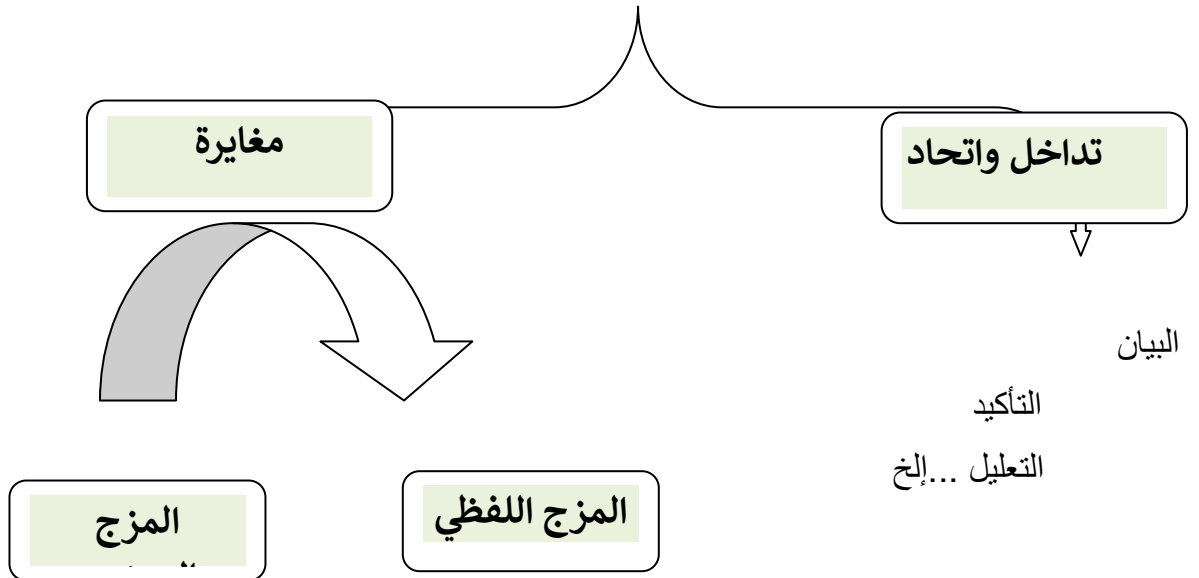 تداخل واتحاد
مغايرة
البيان
التأكيد
التعليل ...إلخ
المزج اللفظي
المزج